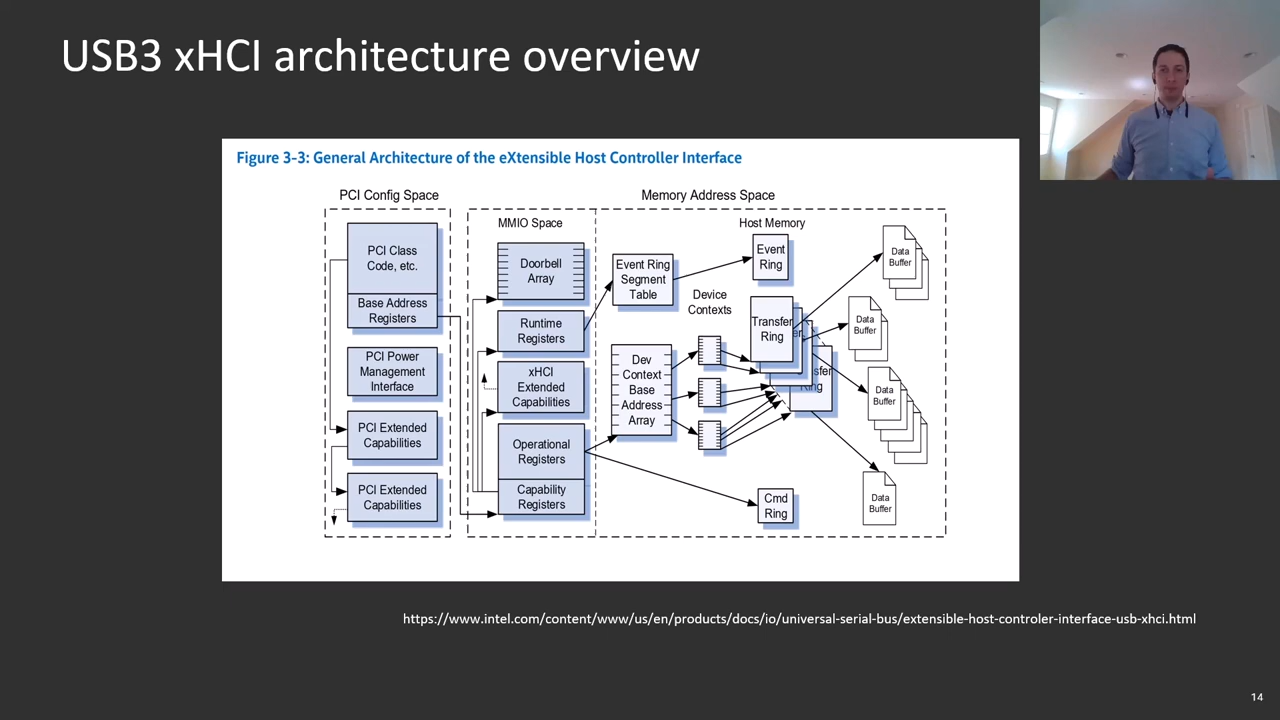 USB3 xHCI architecture overview
Figure 3-3: General Architecture of the eXtensible Host Controller Interface
PCI Config Space
Memory Address Space
PCI Class
Code, etc.
Base Address
Registers
PCI Power
Management
Interface
PCI Extended
Capabilities
PCI Extended
Capabilities
MMIO Space
Doorbell
Array
Runtime
Registers
xHCI
Extended
Capabilities
Operational
Registers
Capability
Registers
Host Memory
Event Ring
Segment
Table
Event
Ring
Device
Contexts
Dev
Context
Base
Address
Array
Transfer
Ring
er
sfer
Ring
Cmd
Ring
Data
Buffer
Data
Buffer
Data
Buffer
Data
Buffer
https://www.intel.com/content/www/us/en/products/docs/io/universal-serial-bus/extensible-host-controler-interface-usb-xhci.html
14